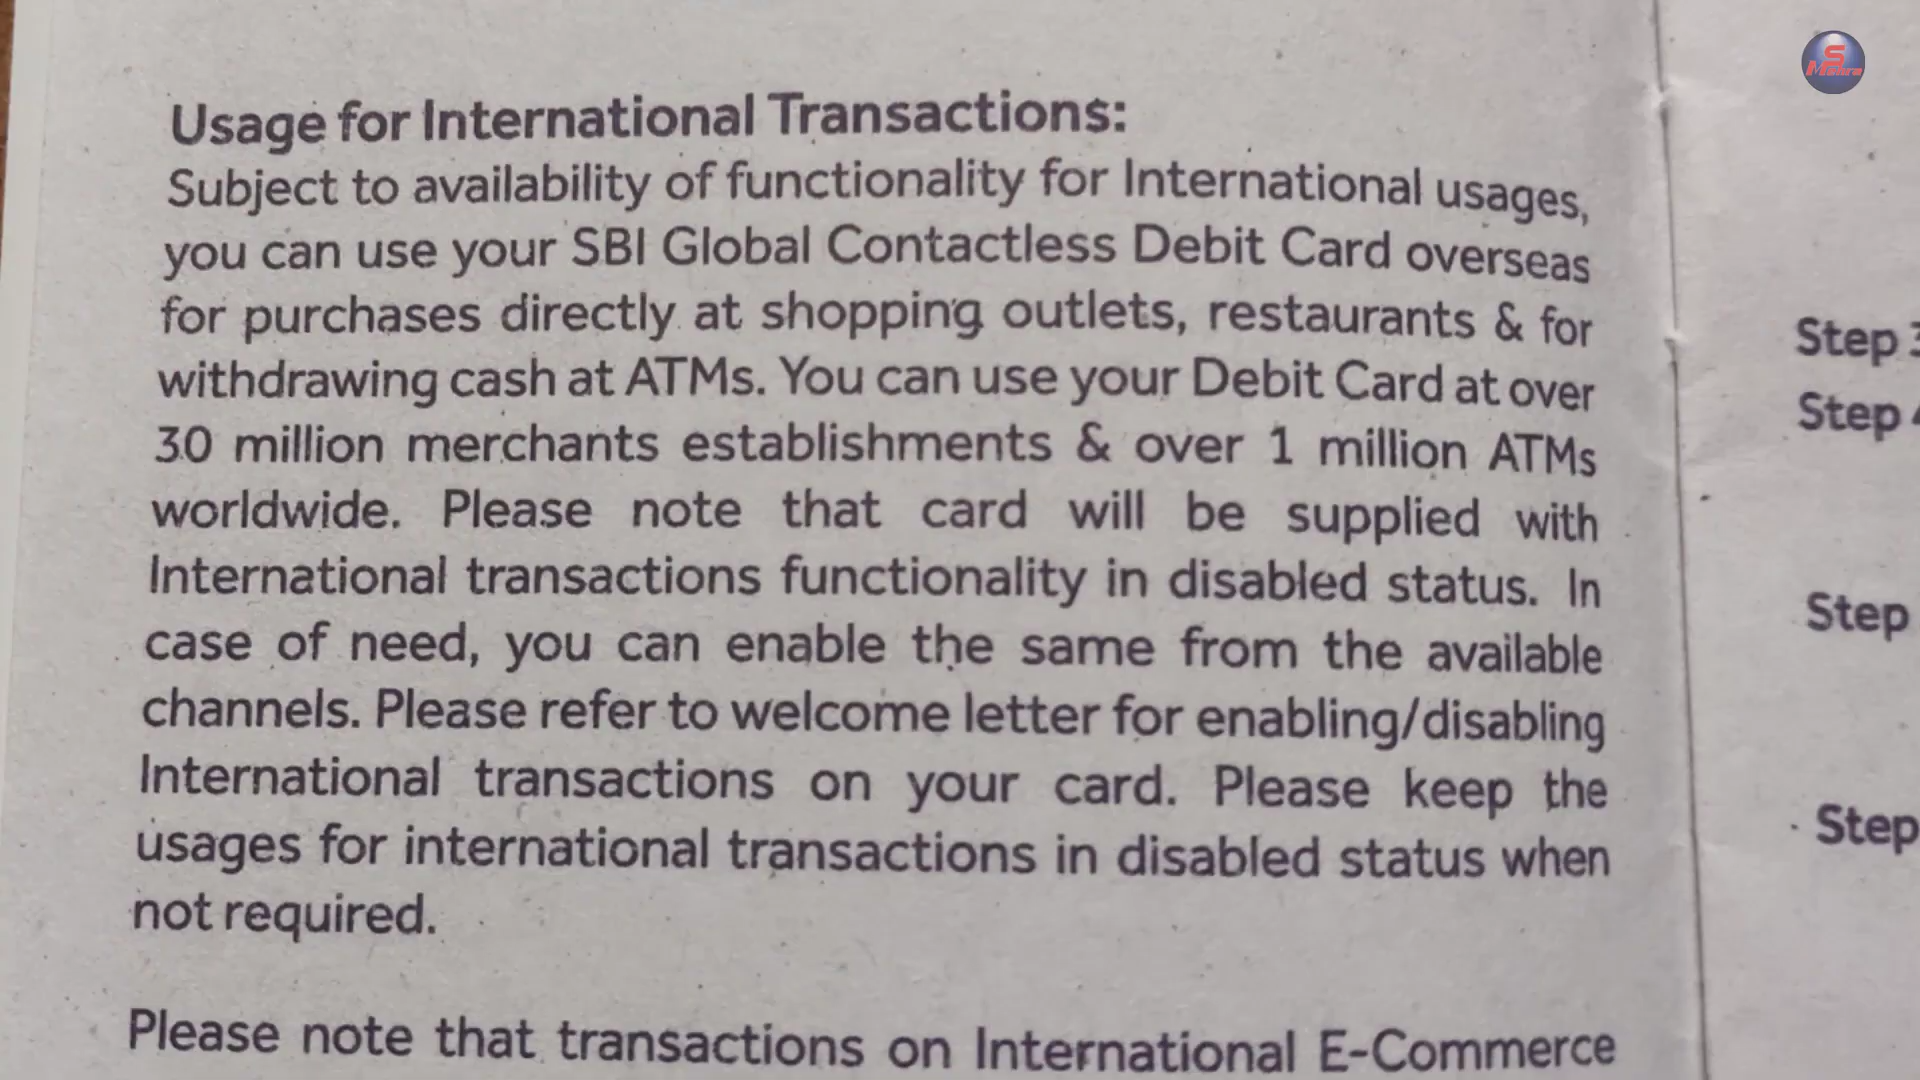 Usage for International Transactions:
Subject to availability of functionality for International usages,
you can use your SBI Global Contactless Debit Card overseas
for purchases directly at shopping outlets, restaurants & for
withdrawing cash at ATMs. You can use your Debit Card at over
30 million merchants establishments & over 1 million ATMs
worldwide. Please note that card will be supplied with
International transactions functionality in disabled status. In
case of need, you can enable the same from the available
channels. Please refer to welcome letter for enabling/disabling
International transactions on your card. Please keep the
usages for international transactions in disabled status when
not required.
Please note that transactions on International E-Commerce
Step
Step
Step
Step
S